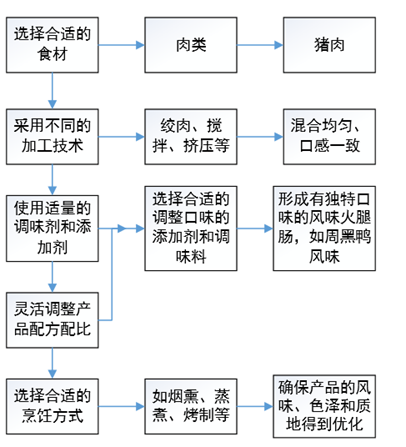 选择合适的
食材
肉类
猪肉
采用不同的
加工技术
绞肉、搅
拌、挤压等
混合均匀、
口感一致
使用适量的
调味剂和添
加剂
选择合适的
调整口味的
添加剂和调
味料
形成有独特口
味的风味火腿
肠，如周黑鸭
风味
灵活调整产
品配方配比
选择合适的
烹饪方式
如烟熏、蒸
煮、烤制等
确保产品的风
味、色泽和质
地得到优化